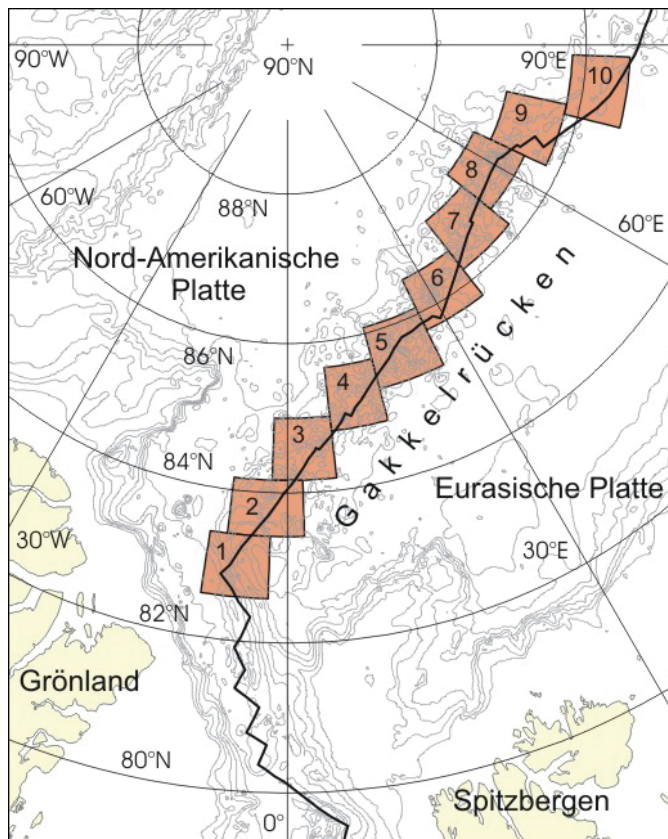 90°W
90°N
90°E
10
9
8
60°W
88°N
7
60°E
Nord-Amerikanische
Platte
6
86°N
5
4
3
84°N
Gakkelrücken
Eurasische Platte
2
30°W
1
30°E
82°N
Grönland
80°N
Spitzbergen
0°